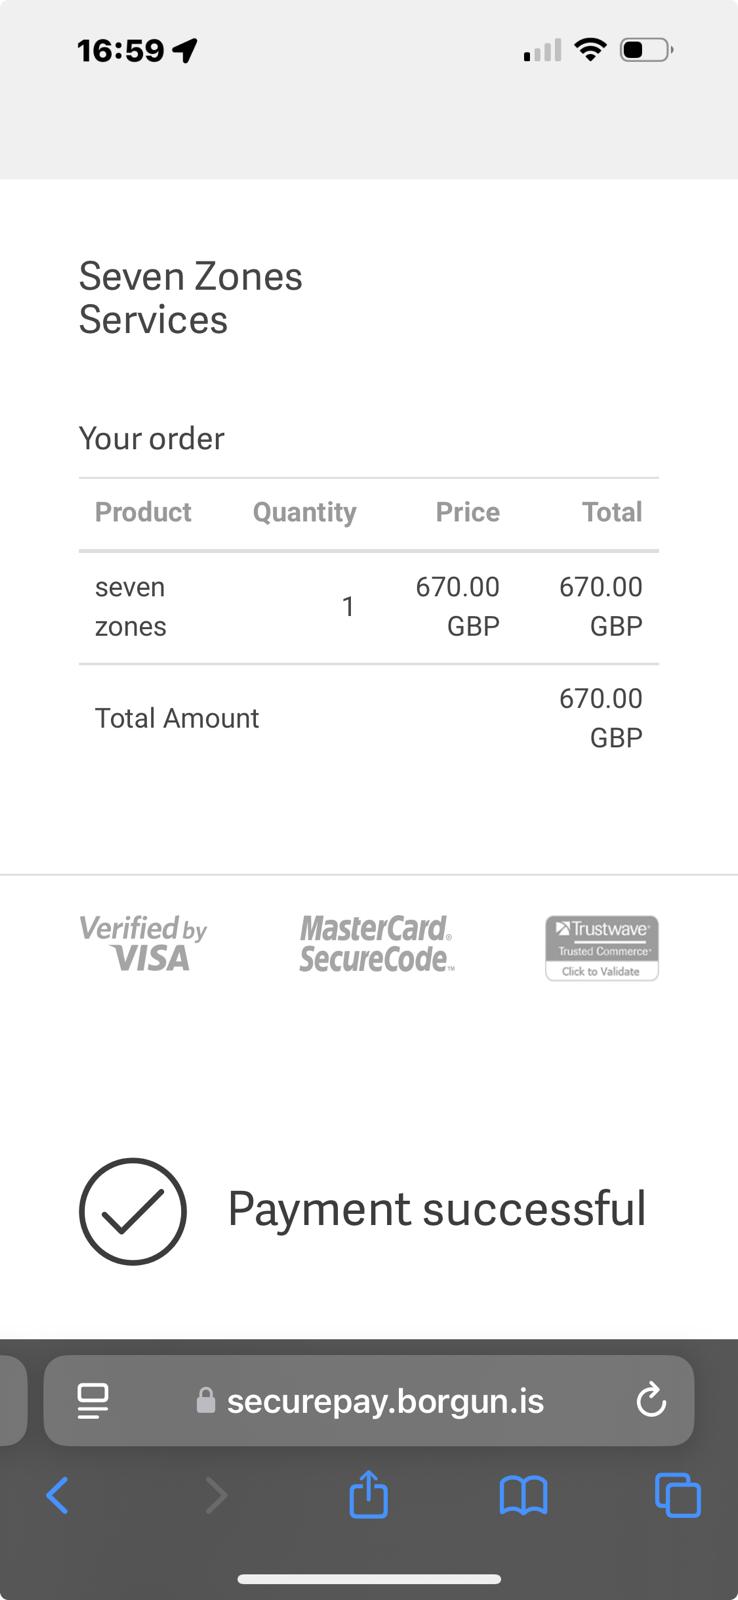 16:59
Seven Zones
Services
Your order
Product Quantity Price Total
seven zones 1 670.00 GBP 670.00 GBP
Total Amount 670.00 GBP
Verified by VISA
MasterCard® SecureCode™
Trustwave®
Trusted Commerce®
Click to Validate
Payment successful
securepay.borgun.is